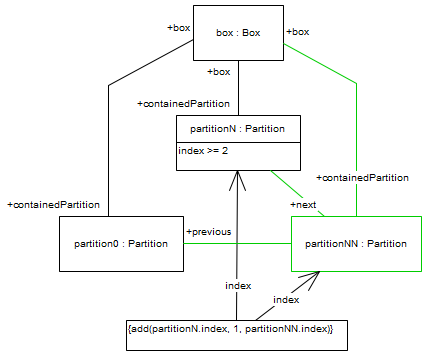 box : Box
+box
+box
+box
+containedPartition
partitionN : Partition
index >= 2
+containedPartition
+containedPartition
+next
partition0 : Partition
+previous
partitionNN : Partition
index
index
{add(partitionN.index, 1, partitionNN.index)}